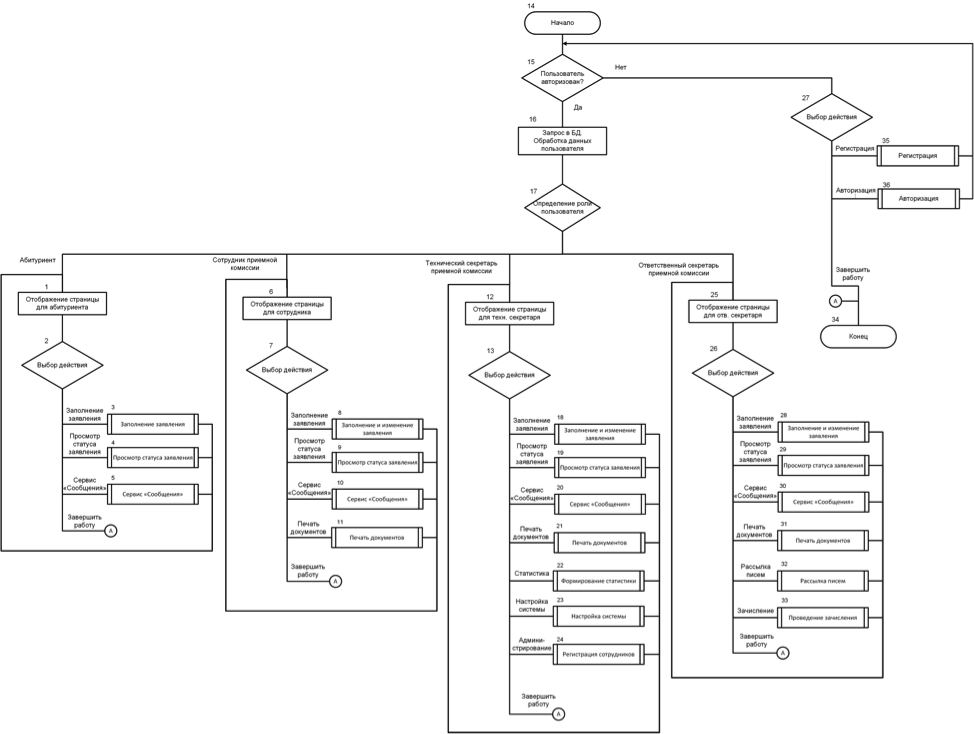 14
Начало
15
Пользователь
авторизован?
Нет
Да
27
Выбор действия
16
Запрос в БД.
Обработка данных
пользователя
Регистрация
35
Регистрация
17
Определение роли
пользователя
Авторизация
36
Авторизация
Завершить
работу
А
34
Конец
Абитуриент
1
Отображение страницы
для абитуриента
2
Выбор действия
Заполнение
заявления
3
Заполнение заявления
Просмотр
статуса
заявления
4
Просмотр статуса заявления
Сервис
«Сообщения»
5
Сервис «Сообщения»
Завершить
работу
А
Сотрудник приемной
комиссии
6
Отображение страницы
для сотрудника
7
Выбор действия
Заполнение
заявления
8
Заполнение и изменение
заявления
Просмотр
статуса
заявления
9
Просмотр статуса заявления
Сервис
«Сообщения»
10
Сервис «Сообщения»
Печать
документов
11
Печать документов
Завершить
работу
А
Технический секретарь
приемной комиссии
12
Отображение страницы
для техн. секретаря
13
Выбор действия
Заполнение
заявления
18
Заполнение и изменение
заявления
Просмотр
статуса
заявления
19
Просмотр статуса заявления
Сервис
«Сообщения»
20
Сервис «Сообщения»
Печать
документов
21
Печать документов
Статистика
22
Формирование статистики
Настройка
системы
23
Настройка системы
Админи-
стрирование
24
Регистрация сотрудников
Завершить
работу
А
Ответственный секретарь
приемной комиссии
25
Отображение страницы
для отв. секретаря
26
Выбор действия
Заполнение
заявления
28
Заполнение и изменение
заявления
Просмотр
статуса
заявления
29
Просмотр статуса заявления
Сервис
«Сообщения»
30
Сервис «Сообщения»
Печать
документов
31
Печать документов
Рассылка
писем
32
Рассылка писем
Зачисление
33
Проведение зачисления
Завершить
работу
А